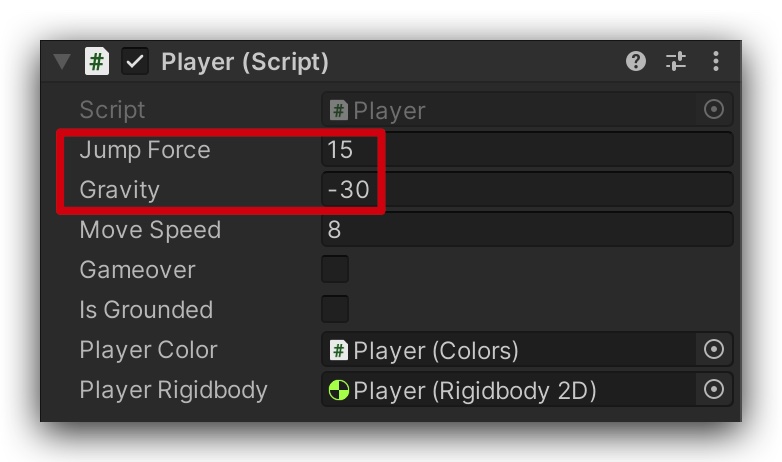 Player (Script)
Script Player
Jump Force 15
Gravity -30
Move Speed 8
Gameover
Is Grounded
Player Color Player (Colors)
Player Rigidbody Player (Rigidbody 2D)